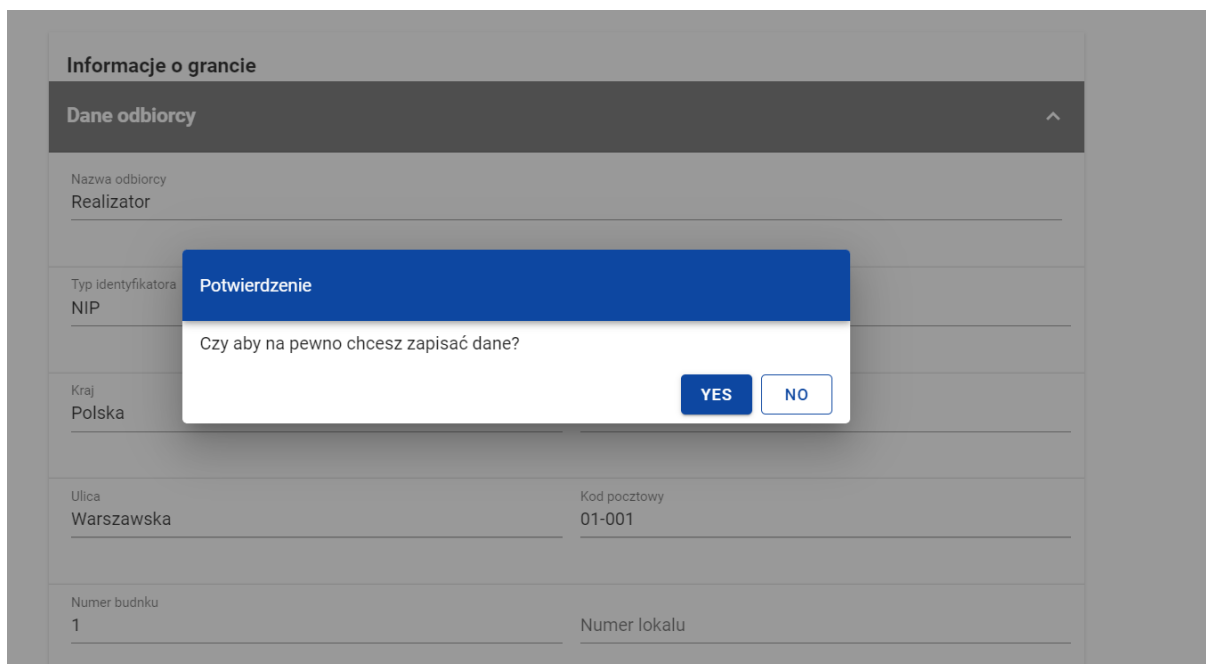 Informacje o grancie
Dane odbiorcy
Nazwa odbiorcy
Realizator
Typ identyfikatora
NIP
Potwierdzenie
Czy aby na pewno chcesz zapisać dane?
YES NO
Kraj
Polska
Ulica Kod pocztowy
Warszawska 01-001
Numer budnku
1 Numer lokalu